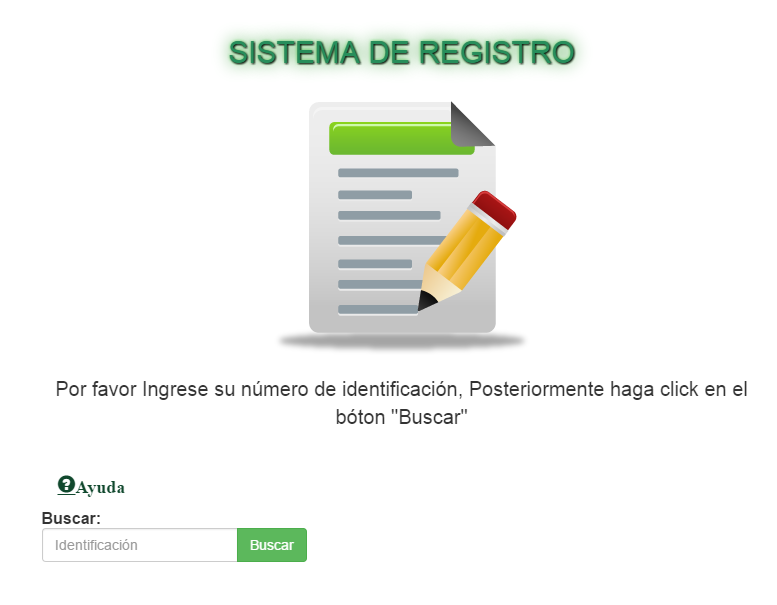 SISTEMA DE REGISTRO
Por favor Ingrese su número de identificación, Posteriormente haga click en el
bóton "Buscar"
Ayuda
Buscar:
Identificación Buscar